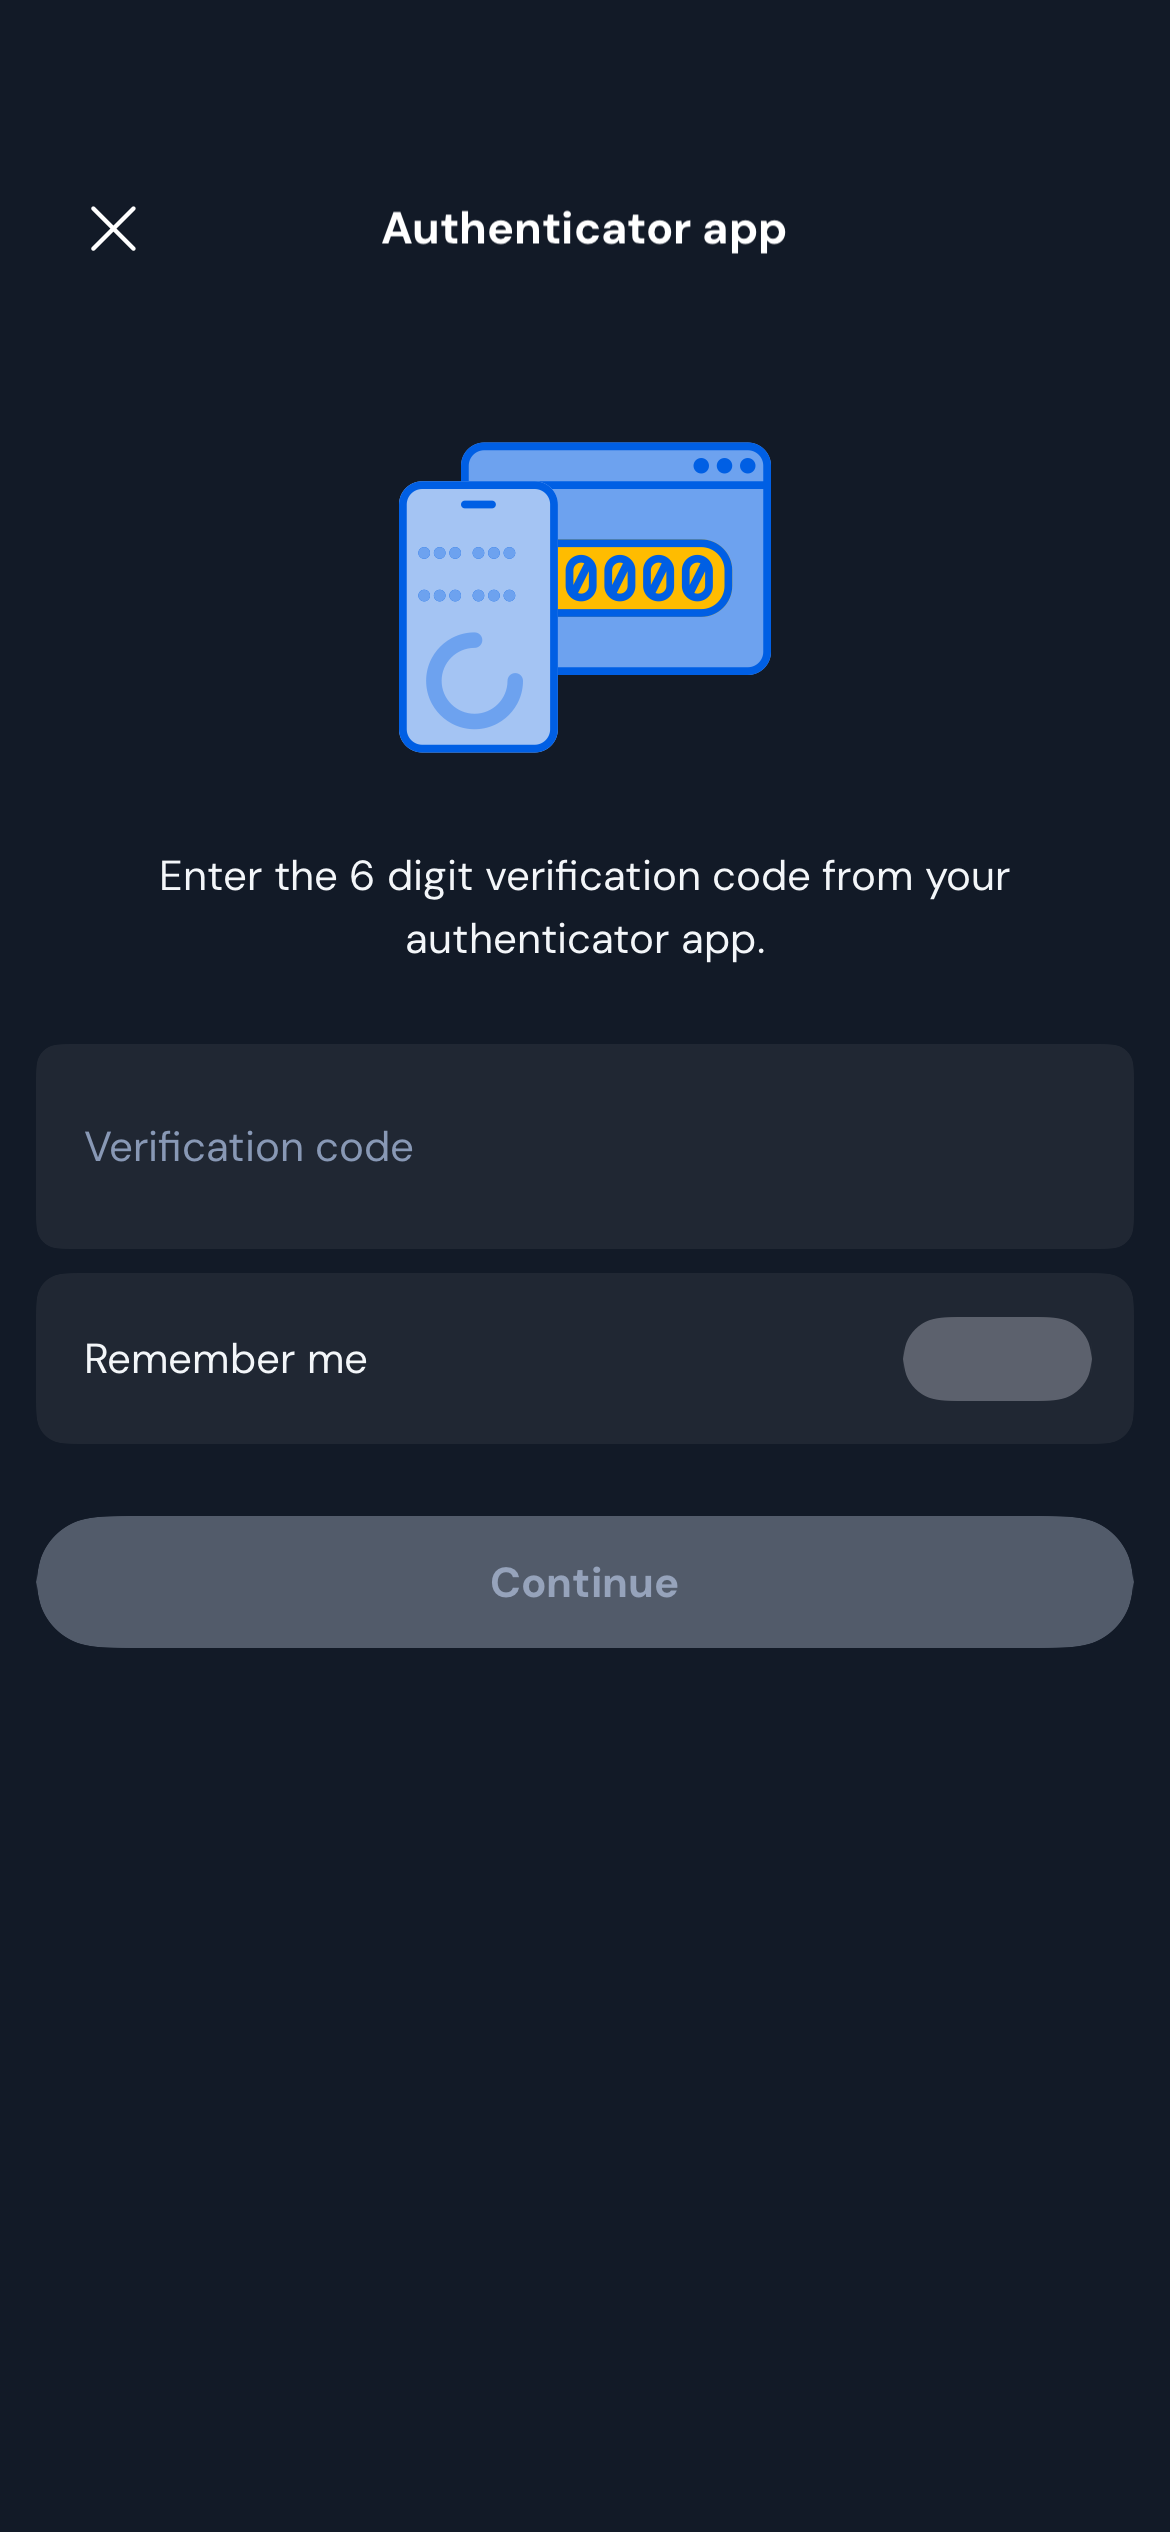 Authenticator app
0000
Enter the 6 digit verification code from your
authenticator app.
Verification code
Remember me
Continue